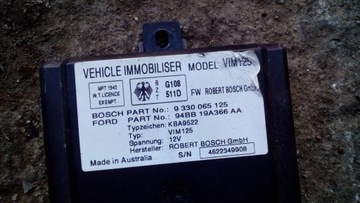 VEHICLE IMMOBILISER MODEL VIM125
MPT 1543
W.T. LICENCE
EXEMPT
B
Z
T
G108
511D
FW ROBERT BOSCH GmbH
BOSCH PART No.: 9 330 065 125
FORD PART No.: 94BB 19A366 AA
Typzeichen: KBA9522
Typ: VIM125
Spannung: 12V
Hersteller: ROBERT BOSCH GmbH
Made in Australia
S/N 4622349908